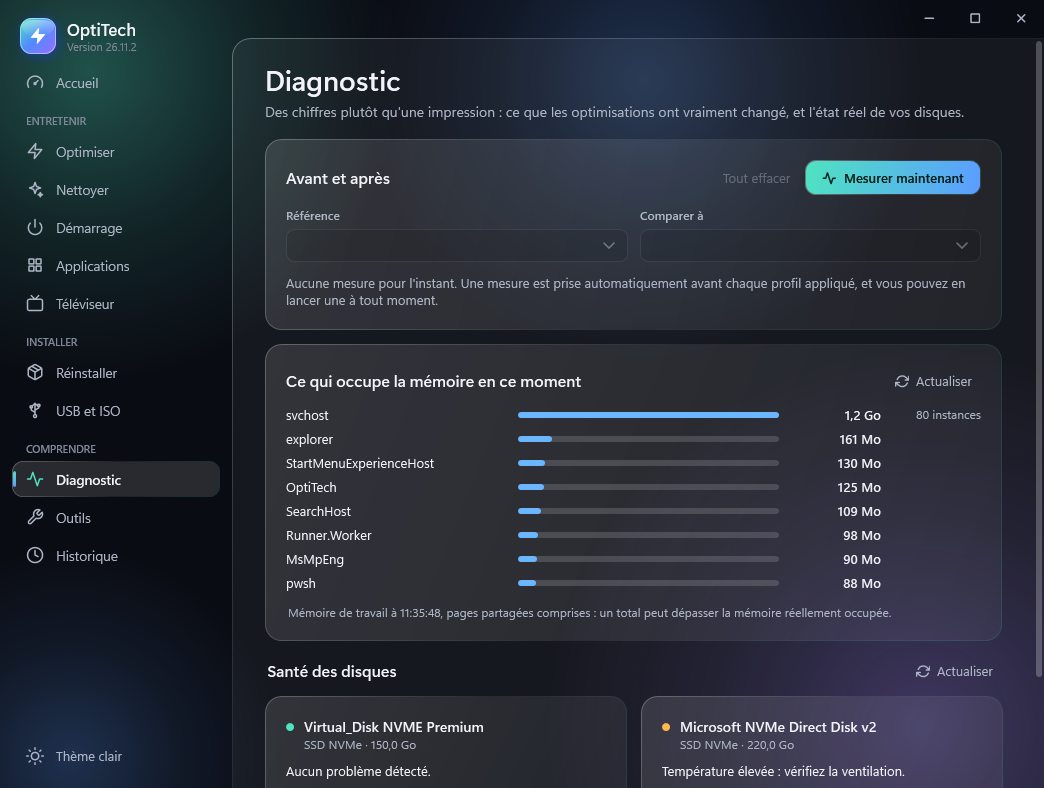 OptiTech
Version 26.11.2
Accueil
ENTRETENIR
Optimiser
Nettoyer
Démarrage
Applications
Téléviseur
INSTALLER
Réinstaller
USB et ISO
COMPRENDRE
Diagnostic
Outils
Historique
Thème clair
Diagnostic
Des chiffres plutôt qu'une impression : ce que les optimisations ont vraiment changé, et l'état réel de vos disques.
Avant et après
Tout effacer
Mesurer maintenant
Référence
Comparer à
Aucune mesure pour l'instant. Une mesure est prise automatiquement avant chaque profil appliqué, et vous pouvez en
lancer une à tout moment.
Ce qui occupe la mémoire en ce moment
Actualiser
svchost 1,2 Go 80 instances
explorer 161 Mo
StartMenuExperienceHost 130 Mo
OptiTech 125 Mo
SearchHost 109 Mo
Runner.Worker 98 Mo
MsMpEng 90 Mo
pwsh 88 Mo
Mémoire de travail à 11:35:48, pages partagées comprises : un total peut dépasser la mémoire réellement occupée.
Santé des disques
Actualiser
Virtual_Disk NVME Premium
SSD NVMe · 150,0 Go
Aucun problème détecté.
Microsoft NVMe Direct Disk v2
SSD NVMe · 220,0 Go
Température élevée : vérifiez la ventilation.